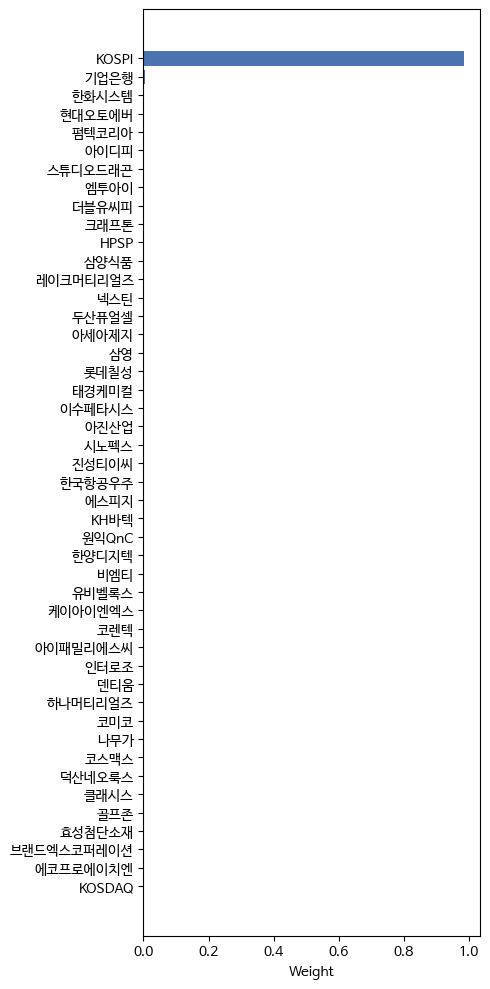 KOSPI
기업은행
한화시스템
현대오토에버
펌텍코리아
아이디피
스튜디오드래곤
엠투아이
더블유씨피
크래프톤
HPSP
삼양식품
레이크머티리얼즈
넥스틴
두산퓨얼셀
아세아제지
삼영
롯데칠성
태경케미컬
이수페타시스
아진산업
시노펙스
진성티이씨
한국항공우주
에스피지
KH바텍
원익QnC
한양디지텍
비엠티
유비벨록스
케이아이엔엑스
코렌텍
아이패밀리에스씨
인터로조
덴티움
하나머티리얼즈
코미코
나무가
코스맥스
덕산네오룩스
클래시스
골프존
효성첨단소재
브랜드엑스코퍼레이션
에코프로에이치엔
KOSDAQ
0.0 0.2 0.4 0.6 0.8 1.0
Weight